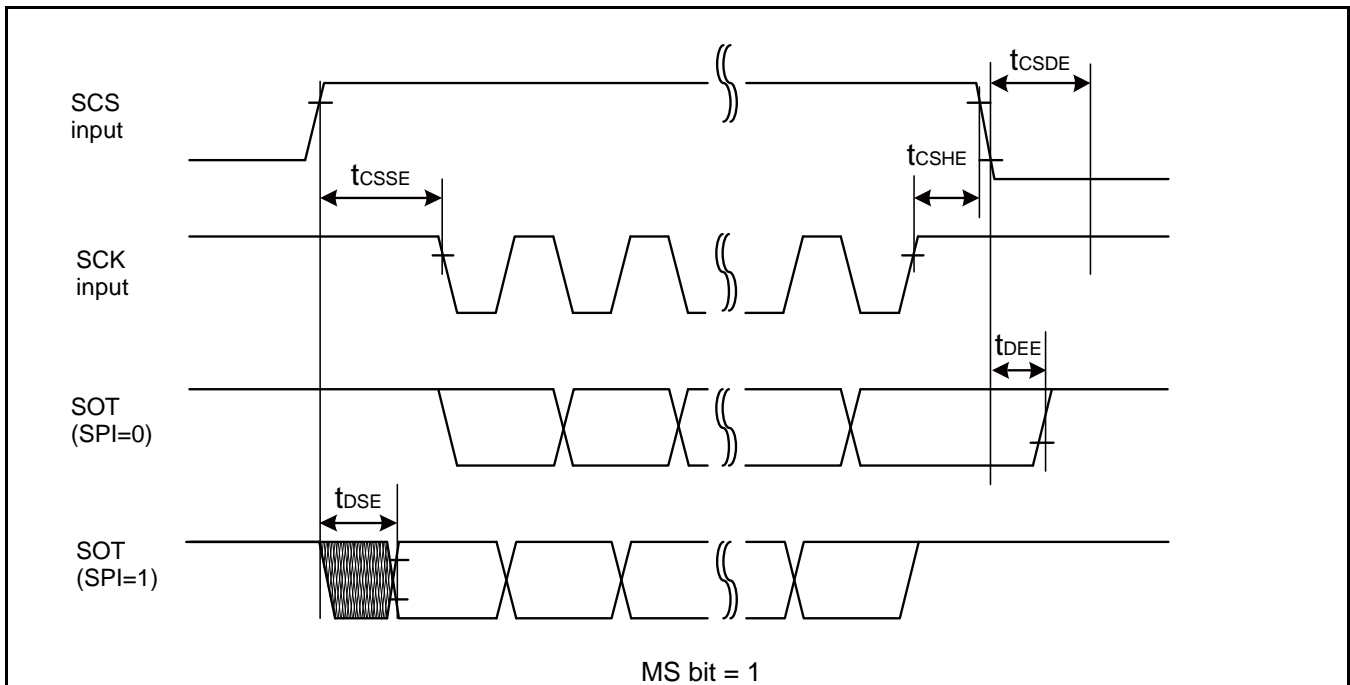 tCSDE
SCS
input
tCSHE
tCSSE
SCK
input
tDEE
SOT
(SPI=0)
tDSE
SOT
(SPI=1)
MS bit = 1